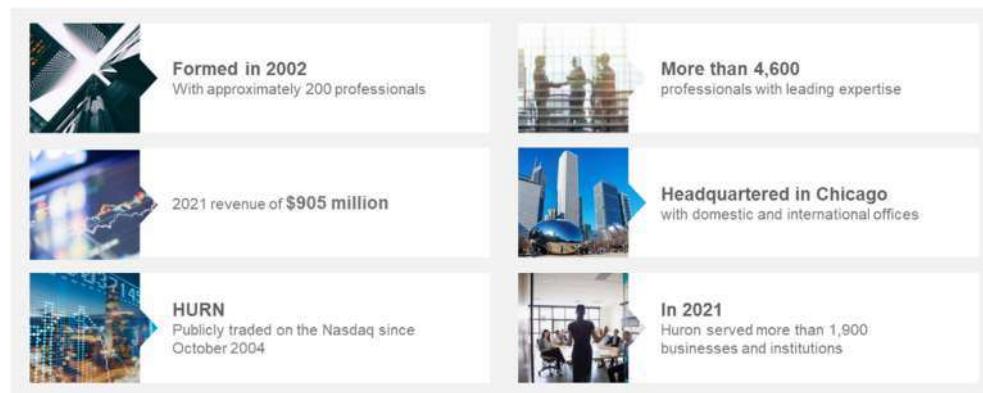 Formed in 2002
With approximately 200 professionals
More than 4,600
professionals with leading expertise
2021 revenue of $905 million
Headquartered in Chicago
with domestic and international offices
HURN
Publicly traded on the Nasdaq since
October 2004
In 2021
Huron served more than 1,900
businesses and institutions